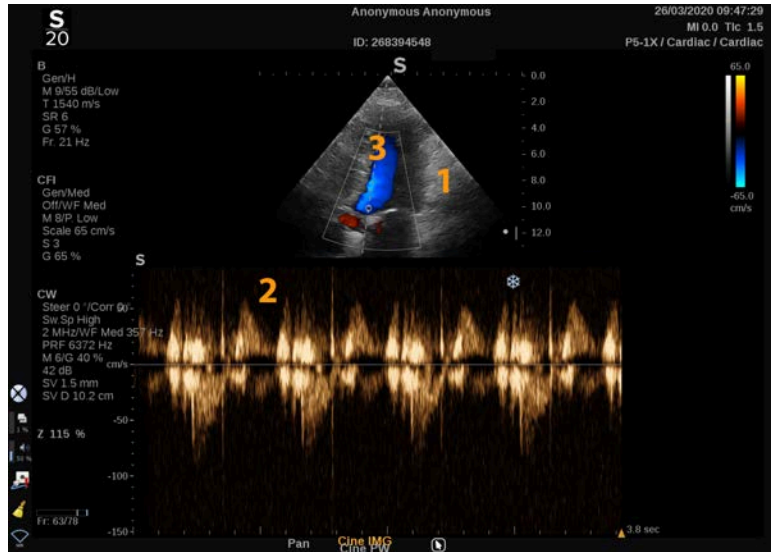 S
20
Anonymous Anonymous
ID: 268394548
26/03/2020 09:47:29
MI 0.0 TIc 1.5
P5-1X / Cardiac / Cardiac
B
Gen/H
M 9/55 dB/Low
T 1540 m/s
SR 6
G 57 %
Fr. 21 Hz
CFI
Gen/Med
Off/WF Med
M 8/P. Low
Scale 65 cm/s
S 3
G 65 %
S
0.0
2.0
4.0
6.0
8.0
10.0
12.0
3
1
65.0
-65.0
cm/s
S
2
CW
Steer 0 °/Corr 0°
Sw.Sp High
2 MHz/WF Med 357 Hz
PRF 6372 Hz
M 6/G 40 %
42 dB
SV 1.5 mm
SV D 10.2 cm
Z 115 %
cm/s
-50
-100
-150
1 %
50 %
Fr: 63/78
3.8 sec
Pan
Cine IMG
Cine PW